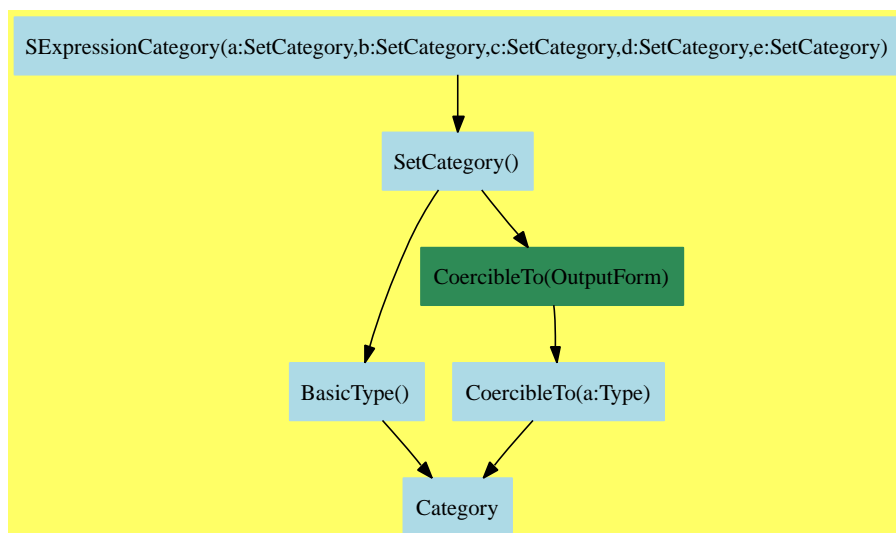 SExpressionCategory(a:SetCategory,b:SetCategory,c:SetCategory,d:SetCategory,e:SetCategory)
SetCategory()
CoercibleTo(OutputForm)
BasicType()
CoercibleTo(a:Type)
Category